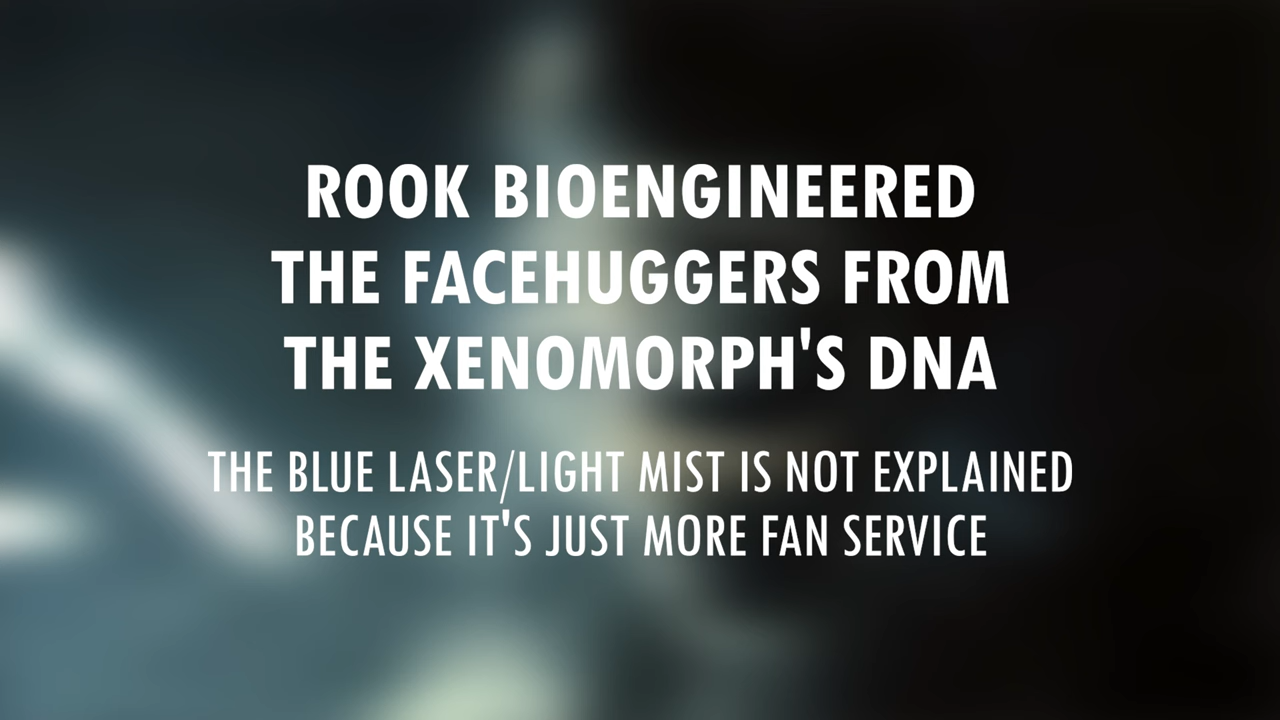 ROOK BIOENGINEERED
THE FACEHUGGERS FROM
THE XENOMORPH'S DNA
THE BLUE LASER/LIGHT MIST IS NOT EXPLAINED
BECAUSE IT'S JUST MORE FAN SERVICE